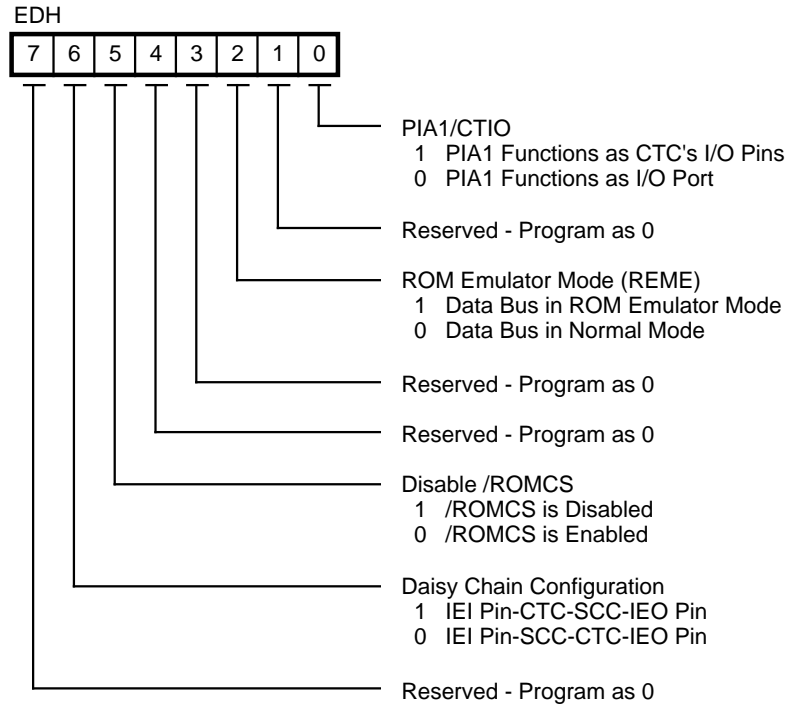 EDH
7 6 5 4 3 2 1 0
PIA1/CTIO
1 PIA1 Functions as CTC's I/O Pins
0 PIA1 Functions as I/O Port
Reserved - Program as 0
ROM Emulator Mode (REME)
1 Data Bus in ROM Emulator Mode
0 Data Bus in Normal Mode
Reserved - Program as 0
Reserved - Program as 0
Disable /ROMCS
1 /ROMCS is Disabled
0 /ROMCS is Enabled
Daisy Chain Configuration
1 IEI Pin-CTC-SCC-IEO Pin
0 IEI Pin-SCC-CTC-IEO Pin
Reserved - Program as 0